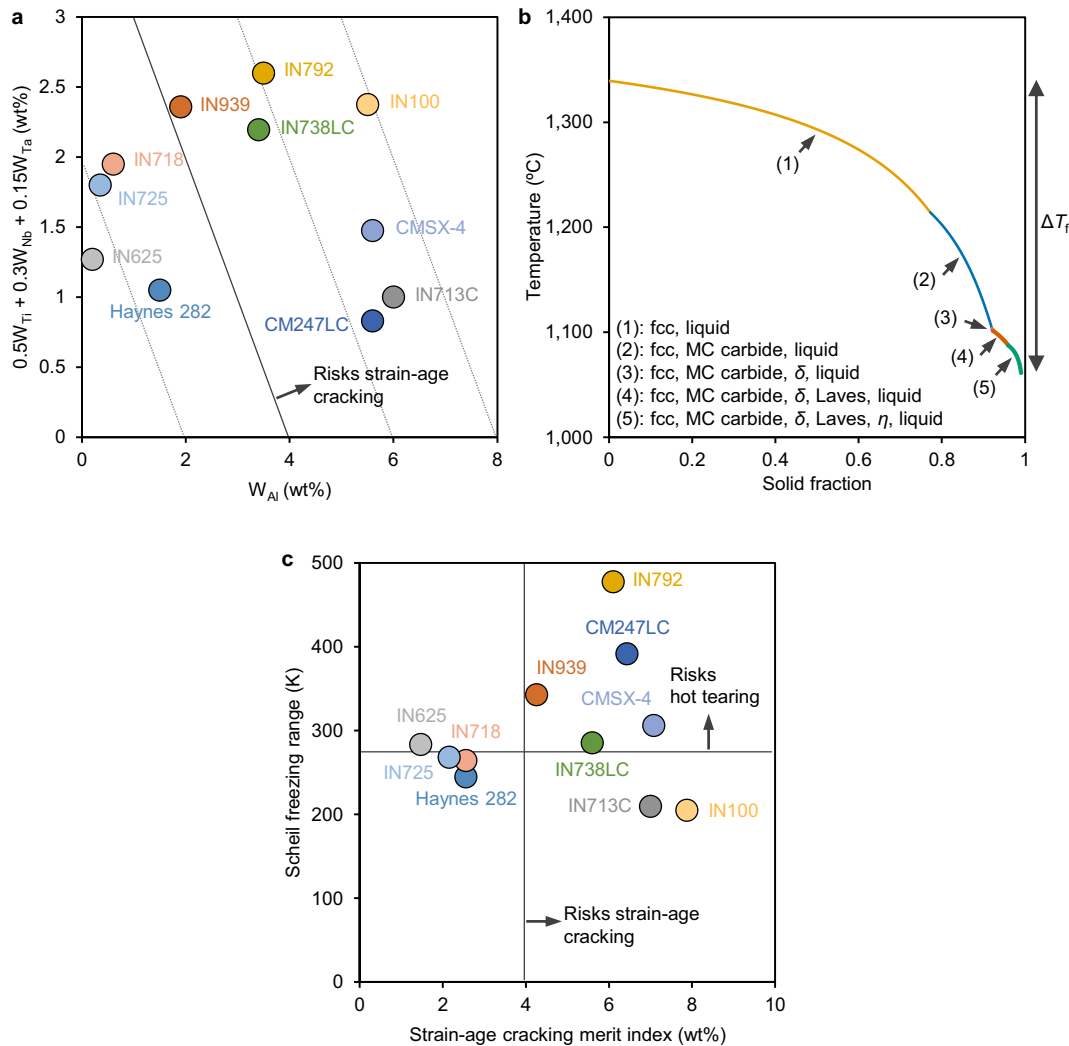 a
3
2.5
2
1.5
1
0.5
0
0.5W_Ti + 0.3W_Nb + 0.15W_Ta (wt%)
IN792
IN939
IN100
IN738LC
IN718
IN725
CMSX-4
IN625
IN713C
Haynes 282
CM247LC
Risks strain-age
cracking
0 2 4 6 8
W_Al (wt%)
b
1,400
1,300
1,200
1,100
1,000
Temperature (ºC)
(1)
(2)
(3)
(4)
(5)
ΔT_f
(1): fcc, liquid
(2): fcc, MC carbide, liquid
(3): fcc, MC carbide, δ, liquid
(4): fcc, MC carbide, δ, Laves, liquid
(5): fcc, MC carbide, δ, Laves, η, liquid
0 0.2 0.4 0.6 0.8 1
Solid fraction
c
500
400
300
200
100
0
Scheil freezing range (K)
IN792
CM247LC
IN939
Risks
hot tearing
CMSX-4
IN625
IN718
IN725
IN738LC
Haynes 282
IN713C
IN100
Risks strain-age
cracking
0 2 4 6 8 10
Strain-age cracking merit index (wt%)